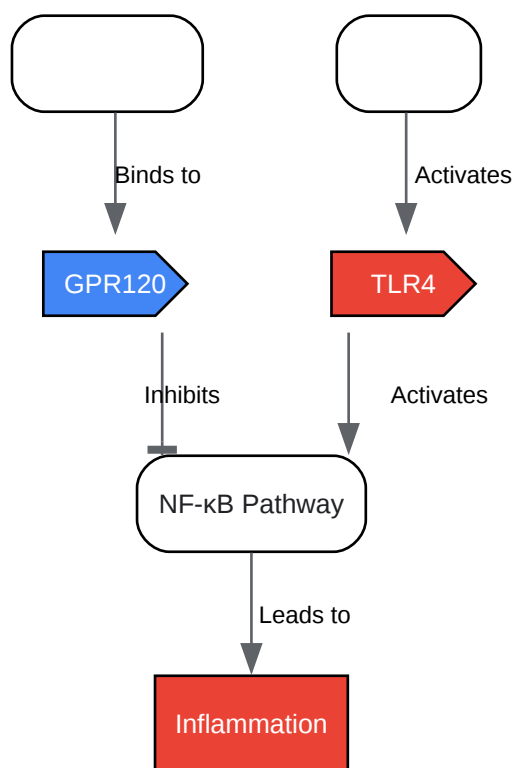 Binds to
Activates
GPR120
TLR4
Inhibits
Activates
NF-κB Pathway
Leads to
Inflammation